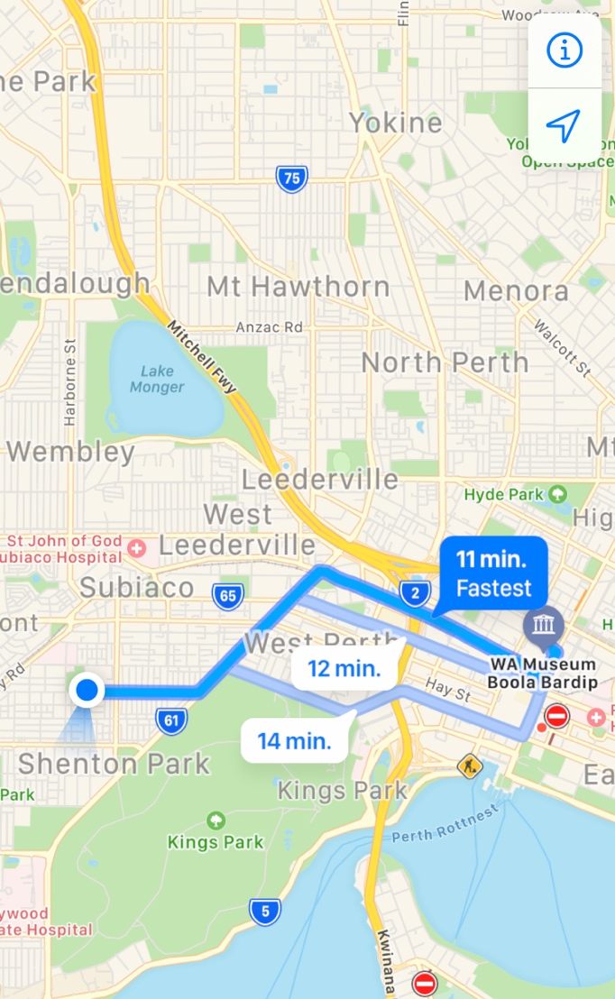 Woodrow Ave
ne Park
Yokine
Open Space
75
endalough
Mt Hawthorn
Menora
Anzac Rd
Mitchell Fwy
Walcott St
Harborne St
Lake
Monger
North Perth
Wembley
Mt
Leederville
Hyde Park
West
Leederville
Hig
St John of God
ubiaco Hospital
11 min.
Fastest
Subiaco
65
2
ont
West Perth
WA Museum
Boola Bardip
12 min.
Hay St
y Rd
61
14 min.
Shenton Park
Kings Park
Ea
Park
Kings Park
Perth Rottnest
5
ywood
ate Hospital
Kwinana